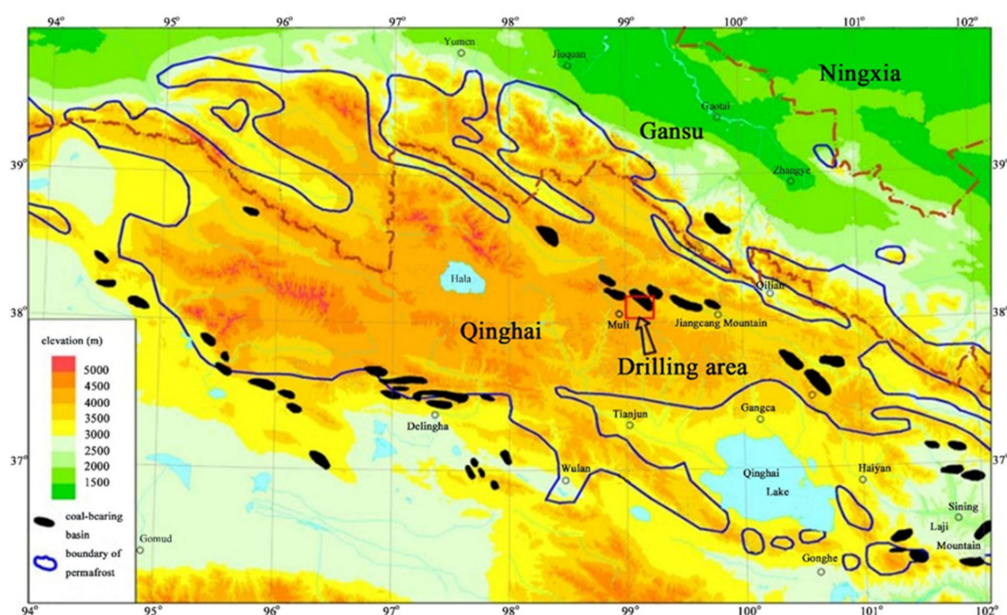 94° 95° 96° 97° 98° 99° 100° 101° 102°
Yumen
Jiuquan
Ningxia
Gaotai
Gansu
39° 39°
Zhangye
Hala
Qilian
38° 38°
Muli
Jiangcang Mountain
Qinghai
elevation (m)
Drilling area
5000
4500
4000
3500
3000
2500
2000
1500
Tianjun
Gangca
Delingha
37° 37°
Wulan
Qinghai
Lake
Haiyan
Sining
Laji
Mountain
coal-bearing
basin
boundary of
permafrost
Gomud
Gonghe
94° 95° 96° 97° 98° 99° 100° 101° 102°